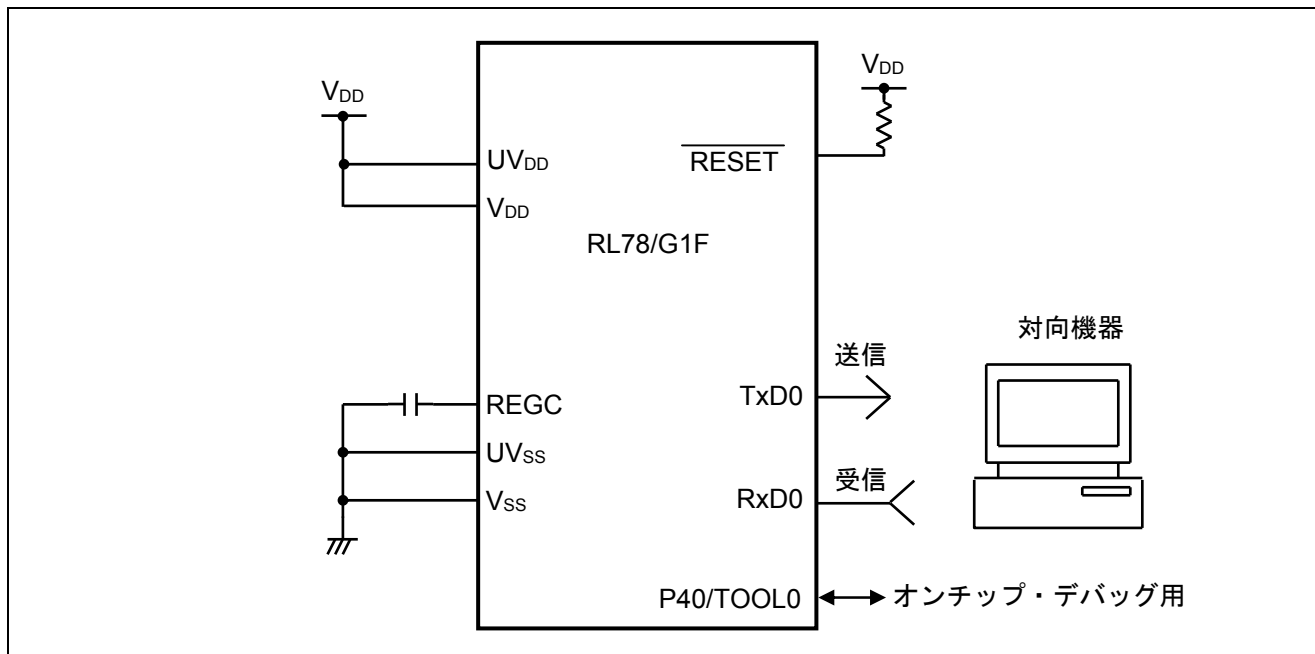 VDD
UVDD
VDD
RL78/G1F
REGC
UVSS
VSS
VDD
RESET
TxD0
送信
RxD0
受信
P40/TOOL0
オンチップ・デバッグ用
対向機器